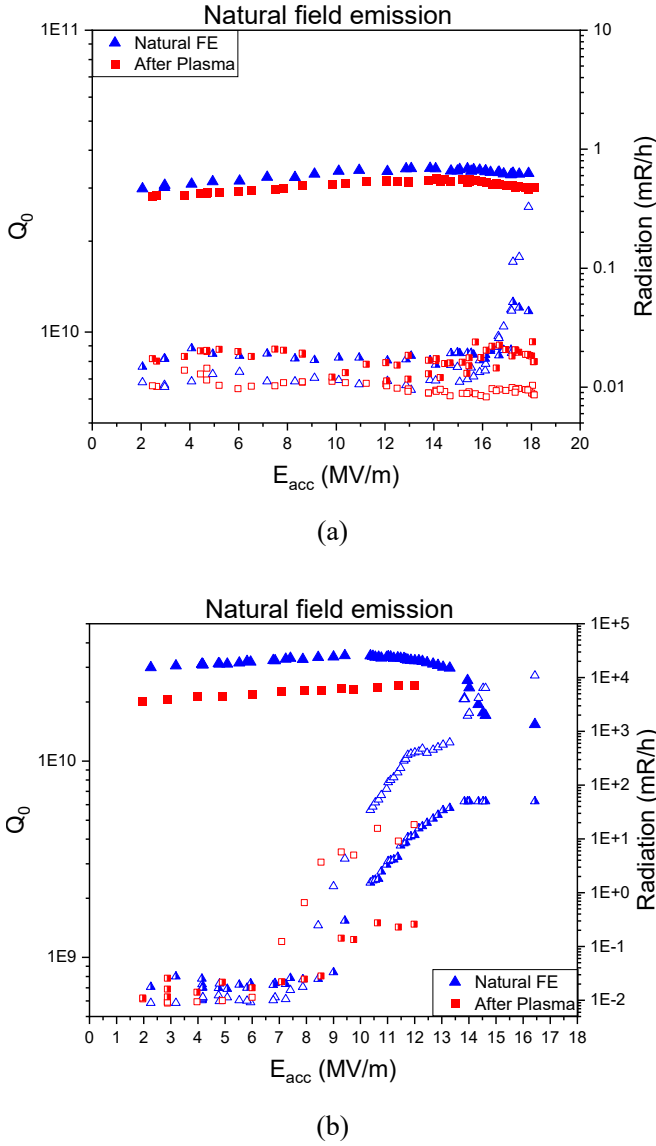 Natural field emission
1E11
10
Natural FE
After Plasma
1
Q0
Radiation (mR/h)
0.1
1E10
0.01
0 2 4 6 8 10 12 14 16 18 20
Eacc (MV/m)
(a)
Natural field emission
1E+5
1E+4
1E+3
1E10
1E+2
Q0
Radiation (mR/h)
1E+1
1E+0
1E-1
1E9
Natural FE
After Plasma
1E-2
0 1 2 3 4 5 6 7 8 9 10 11 12 13 14 15 16 17 18
Eacc (MV/m)
(b)